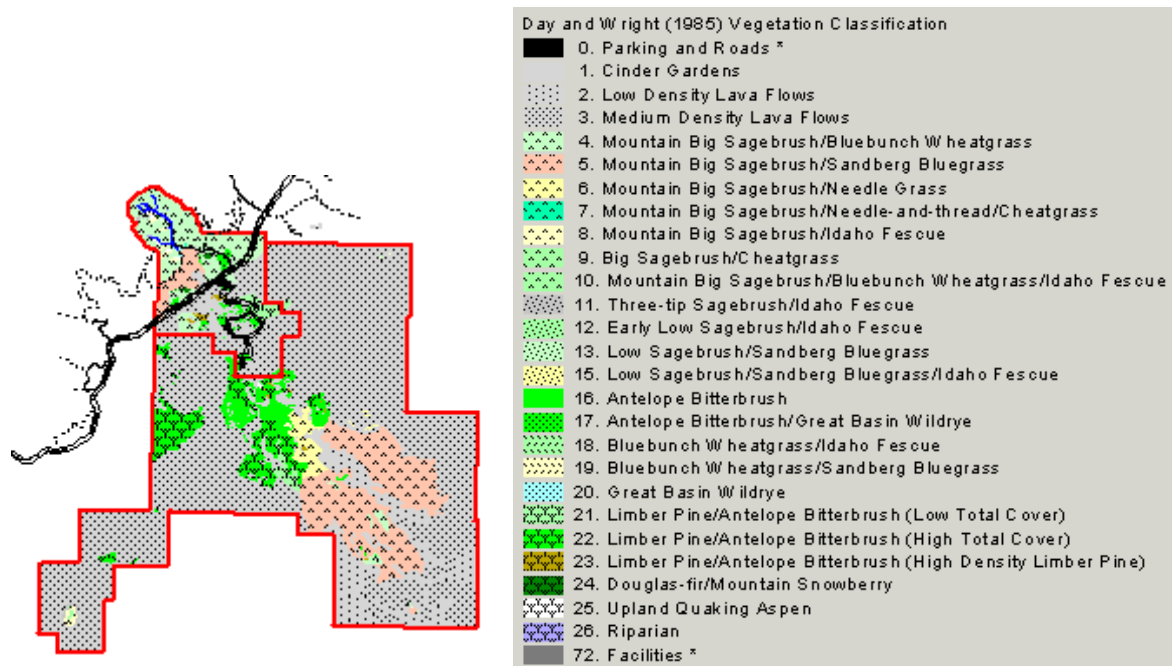 Day and Wright (1985) Vegetation Classification
0. Parking and Roads *
1. Cinder Gardens
2. Low Density Lava Flows
3. Medium Density Lava Flows
4. Mountain Big Sagebrush/Bluebunch Wheatgrass
5. Mountain Big Sagebrush/Sandberg Bluegrass
6. Mountain Big Sagebrush/Needle Grass
7. Mountain Big Sagebrush/Needle-and-thread/Cheatgrass
8. Mountain Big Sagebrush/Idaho Fescue
9. Big Sagebrush/Cheatgrass
10. Mountain Big Sagebrush/Bluebunch Wheatgrass/Idaho Fescue
11. Three-tip Sagebrush/Idaho Fescue
12. Early Low Sagebrush/Idaho Fescue
13. Low Sagebrush/Sandberg Bluegrass
15. Low Sagebrush/Sandberg Bluegrass/Idaho Fescue
16. Antelope Bitterbrush
17. Antelope Bitterbrush/Great Basin Wildrye
18. Bluebunch Wheatgrass/Idaho Fescue
19. Bluebunch Wheatgrass/Sandberg Bluegrass
20. Great Basin Wildrye
21. Limber Pine/Antelope Bitterbrush (Low Total Cover)
22. Limber Pine/Antelope Bitterbrush (High Total Cover)
23. Limber Pine/Antelope Bitterbrush (High Density Limber Pine)
24. Douglas-fir/Mountain Snowberry
25. Upland Quaking Aspen
26. Riparian
72. Facilities *